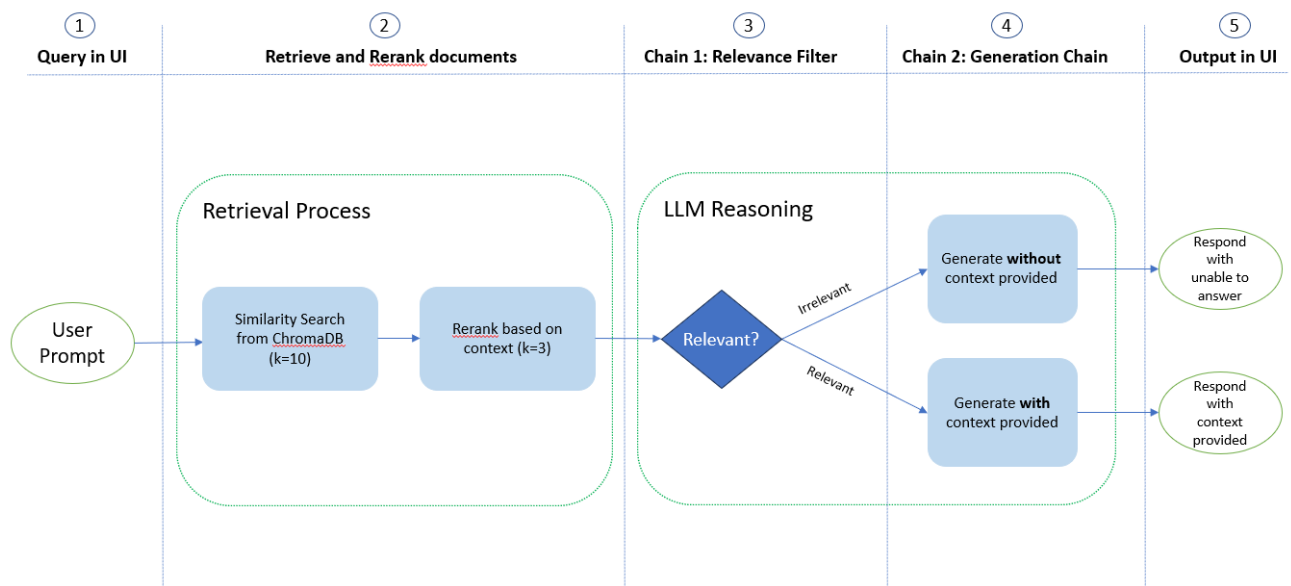 1
2
3
4
5
Query in UI
Retrieve and Rerank documents
Chain 1: Relevance Filter
Chain 2: Generation Chain
Output in UI
Retrieval Process
LLM Reasoning
User
Prompt
Similarity Search
from ChromaDB
(k=10)
Rerank based on
context (k=3)
Relevant?
Irrelevant
Relevant
Generate without
context provided
Generate with
context provided
Respond
with
unable to
answer
Respond
with
context
provided